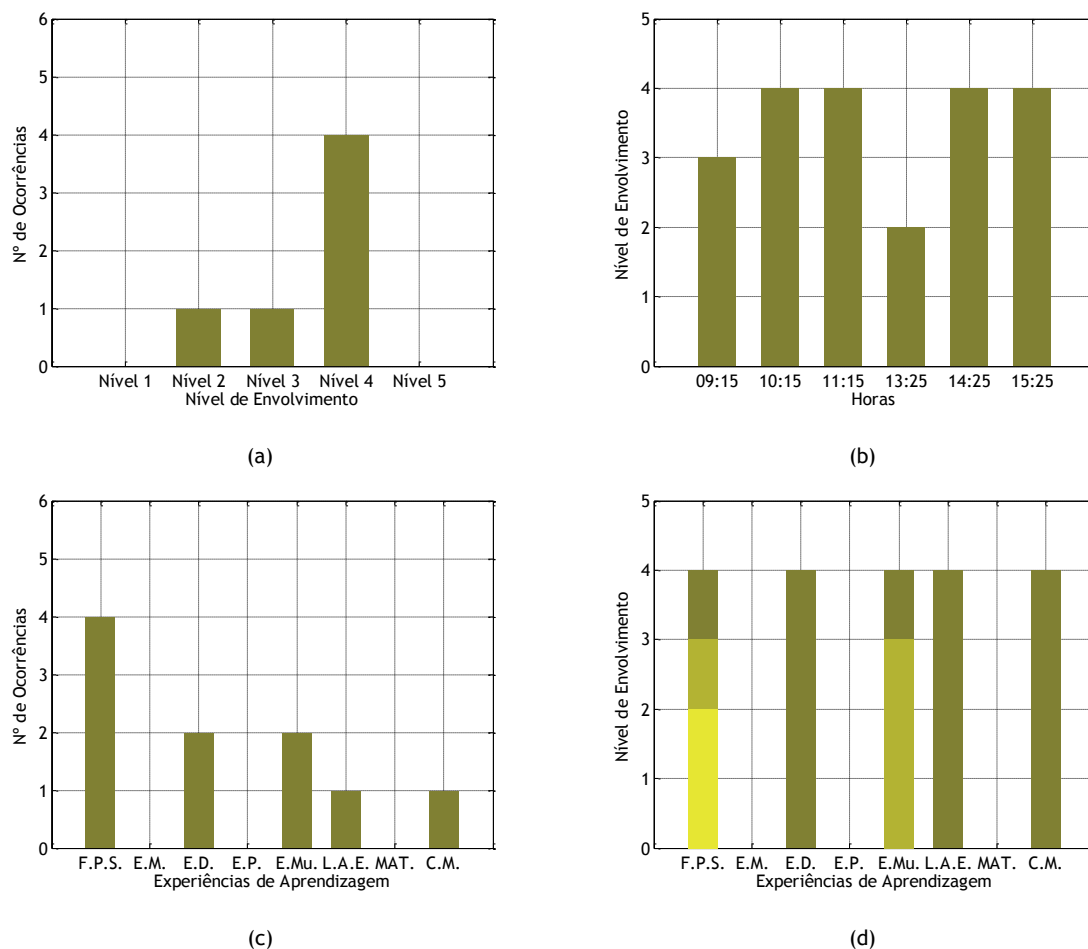 6
5
4
3
2
1
0
Nº de Ocorrências
Nível 1 Nível 2 Nível 3 Nível 4 Nível 5
Nível de Envolvimento
(a)
5
4
3
2
1
0
Nível de Envolvimento
09:15 10:15 11:15 13:25 14:25 15:25
Horas
(b)
6
5
4
3
2
1
0
Nº de Ocorrências
F.P.S. E.M. E.D. E.P. E.Mu. L.A.E. MAT. C.M.
Experiências de Aprendizagem
(c)
5
4
3
2
1
0
Nível de Envolvimento
F.P.S. E.M. E.D. E.P. E.Mu. L.A.E. MAT. C.M.
Experiências de Aprendizagem
(d)